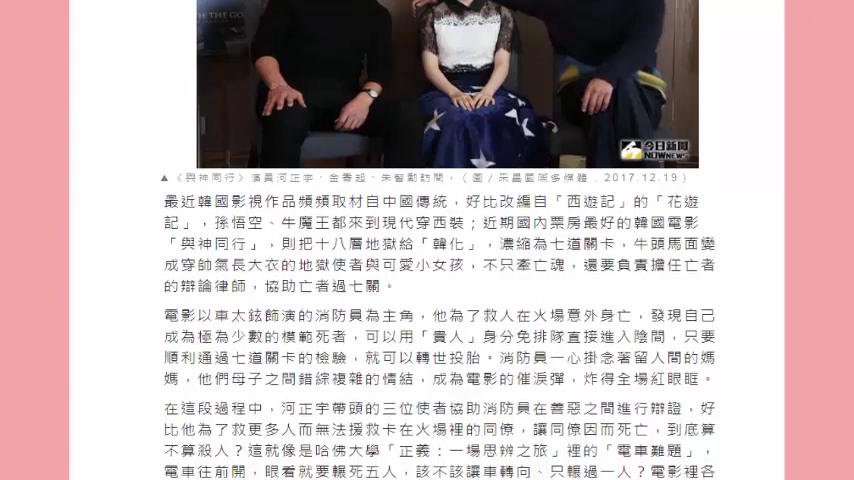 TH THE GO
今日新聞
NOWNEWS
▲《與神同行》演員河正宇、金香起、朱智勳訪問。（圖／采昌國際多媒體，2017.12.19）
最近韓國影視作品頻頻取材自中國傳統，好比改編自「西遊記」的「花遊
記」，孫悟空、牛魔王都來到現代穿西裝；近期國內票房最好的韓國電影
「與神同行」，則把十八層地獄給「韓化」，濃縮為七道關卡，牛頭馬面變
成穿帥氣長大衣的地獄使者與可愛小女孩，不只牽亡魂，還要負責擔任亡者
的辯論律師，協助亡者過七關。
電影以車太鉉飾演的消防員為主角，他為了救人在火場意外身亡，發現自己
成為極為少數的模範死者，可以用「貴人」身分免排隊直接進入陰間，只要
順利通過七道關卡的檢驗，就可以轉世投胎。消防員一心掛念著留人間的媽
媽，他們母子之間錯綜複雜的情結，成為電影的催淚彈，炸得全場紅眼眶。
在這段過程中，河正宇帶頭的三位使者協助消防員在善惡之間進行辯證，好
比他為了救更多人而無法援救卡在火場裡的同僚，讓同僚因而死亡，到底算
不算殺人？這就像是哈佛大學「正義：一場思辨之旅」裡的「電車難題」，
電車往前開，眼看就要輾死五人，該不該讓車轉向、只輾過一人？電影裡各